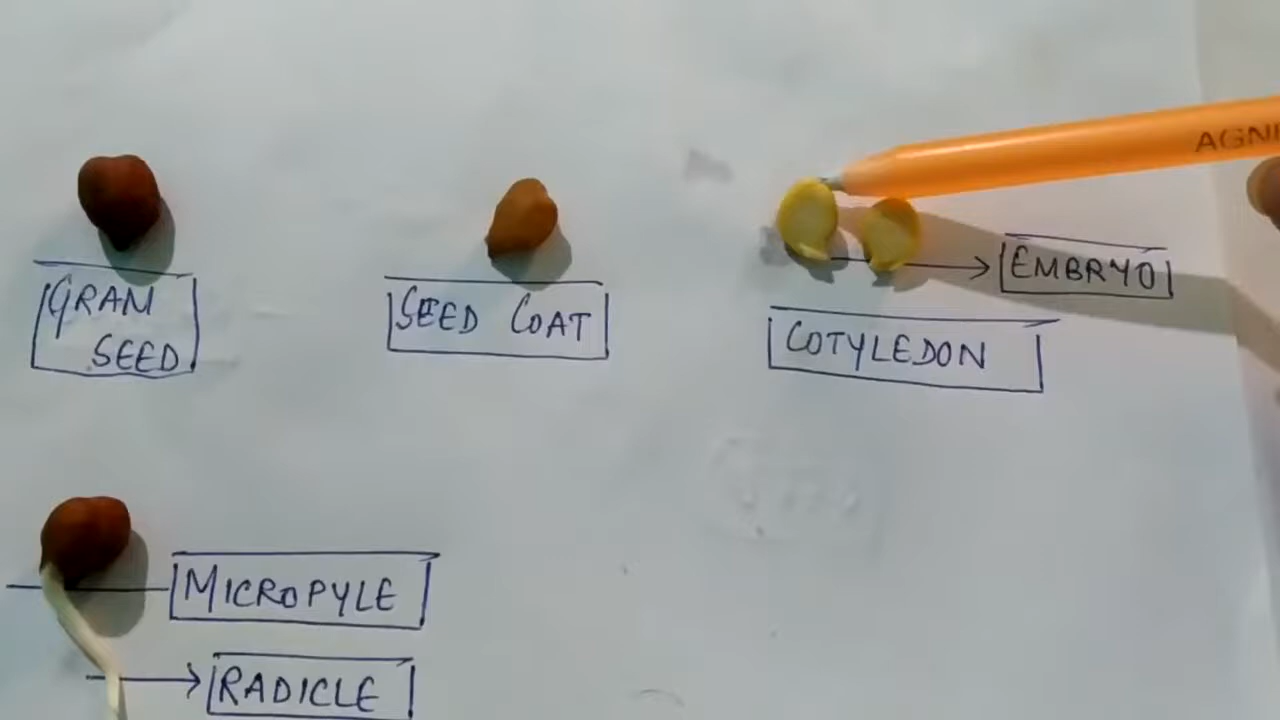 AGNI
GRAM
SEED
SEED COAT
EMBRYO
COTYLEDON
MICROPYLE
RADICLE